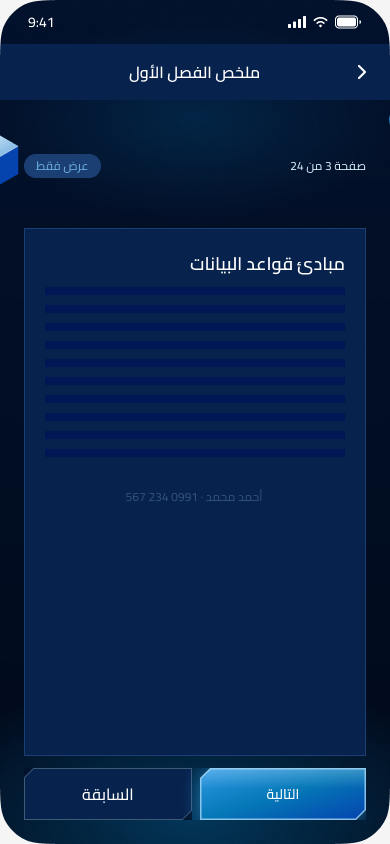 9:41
ملخص الفصل الأول
صفحة 3 من 24
عرض فقط
مبادئ قواعد البيانات
أحمد محمد · 0991 234 567
التالية
السابقة